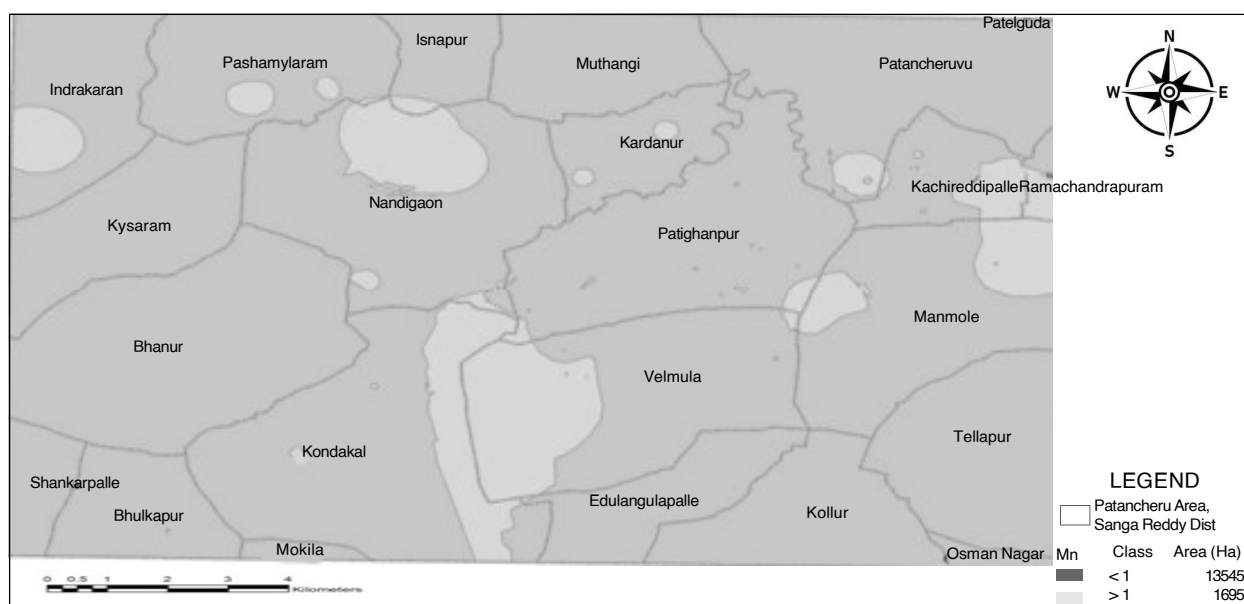 Patelguda
Isnapur
Pashamylaram
Muthangi
Patancheruvu
Indrakaran
N
W
E
S
Kardanur
KachireddipalleRamachandrapuram
Nandigaon
Kysaram
Patighanpur
Manmole
Bhanur
Velmula
Tellapur
Kondakal
Shankarpalle
Edulangulapalle
Kollur
Bhulkapur
Mokila
Osman Nagar
LEGEND
Patancheru Area,
Sanga Reddy Dist
Mn Class Area (Ha)
< 1 13545
> 1 1695
0 0.5 1 2 3 4
Kilometers